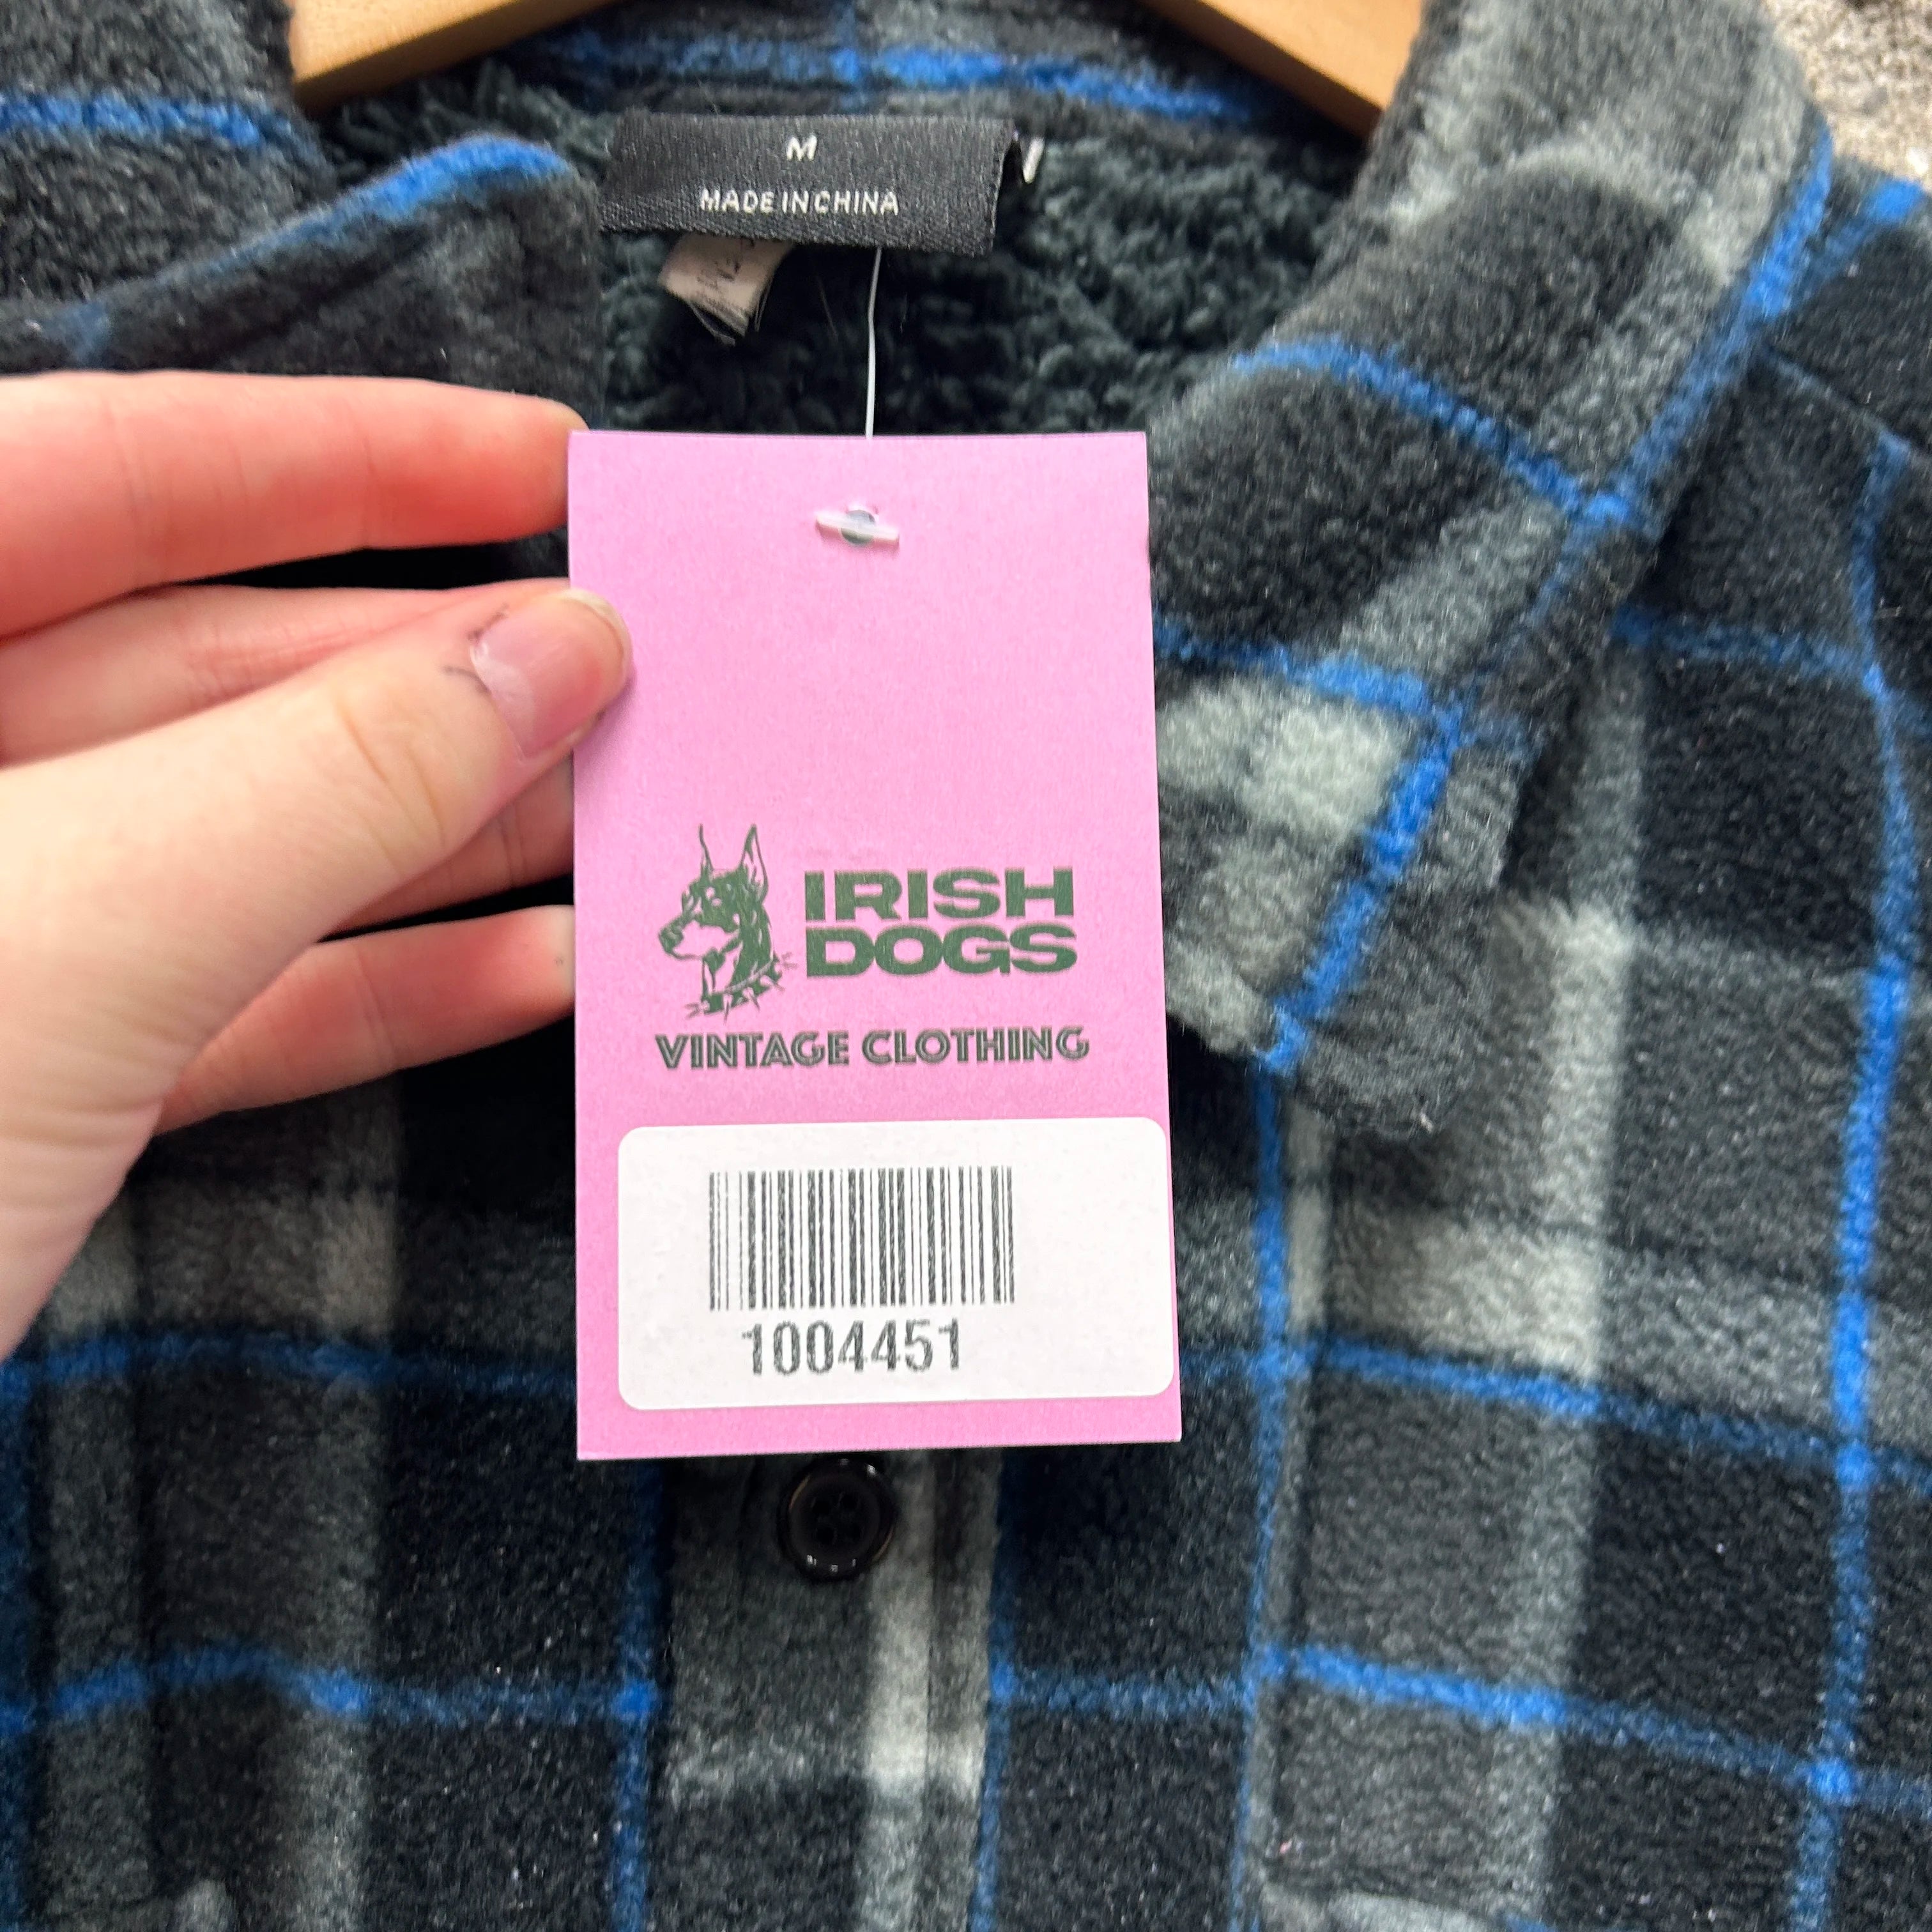 M
MADE IN CHINA
IRISH
DOGS
VINTAGE CLOTHING
1004451